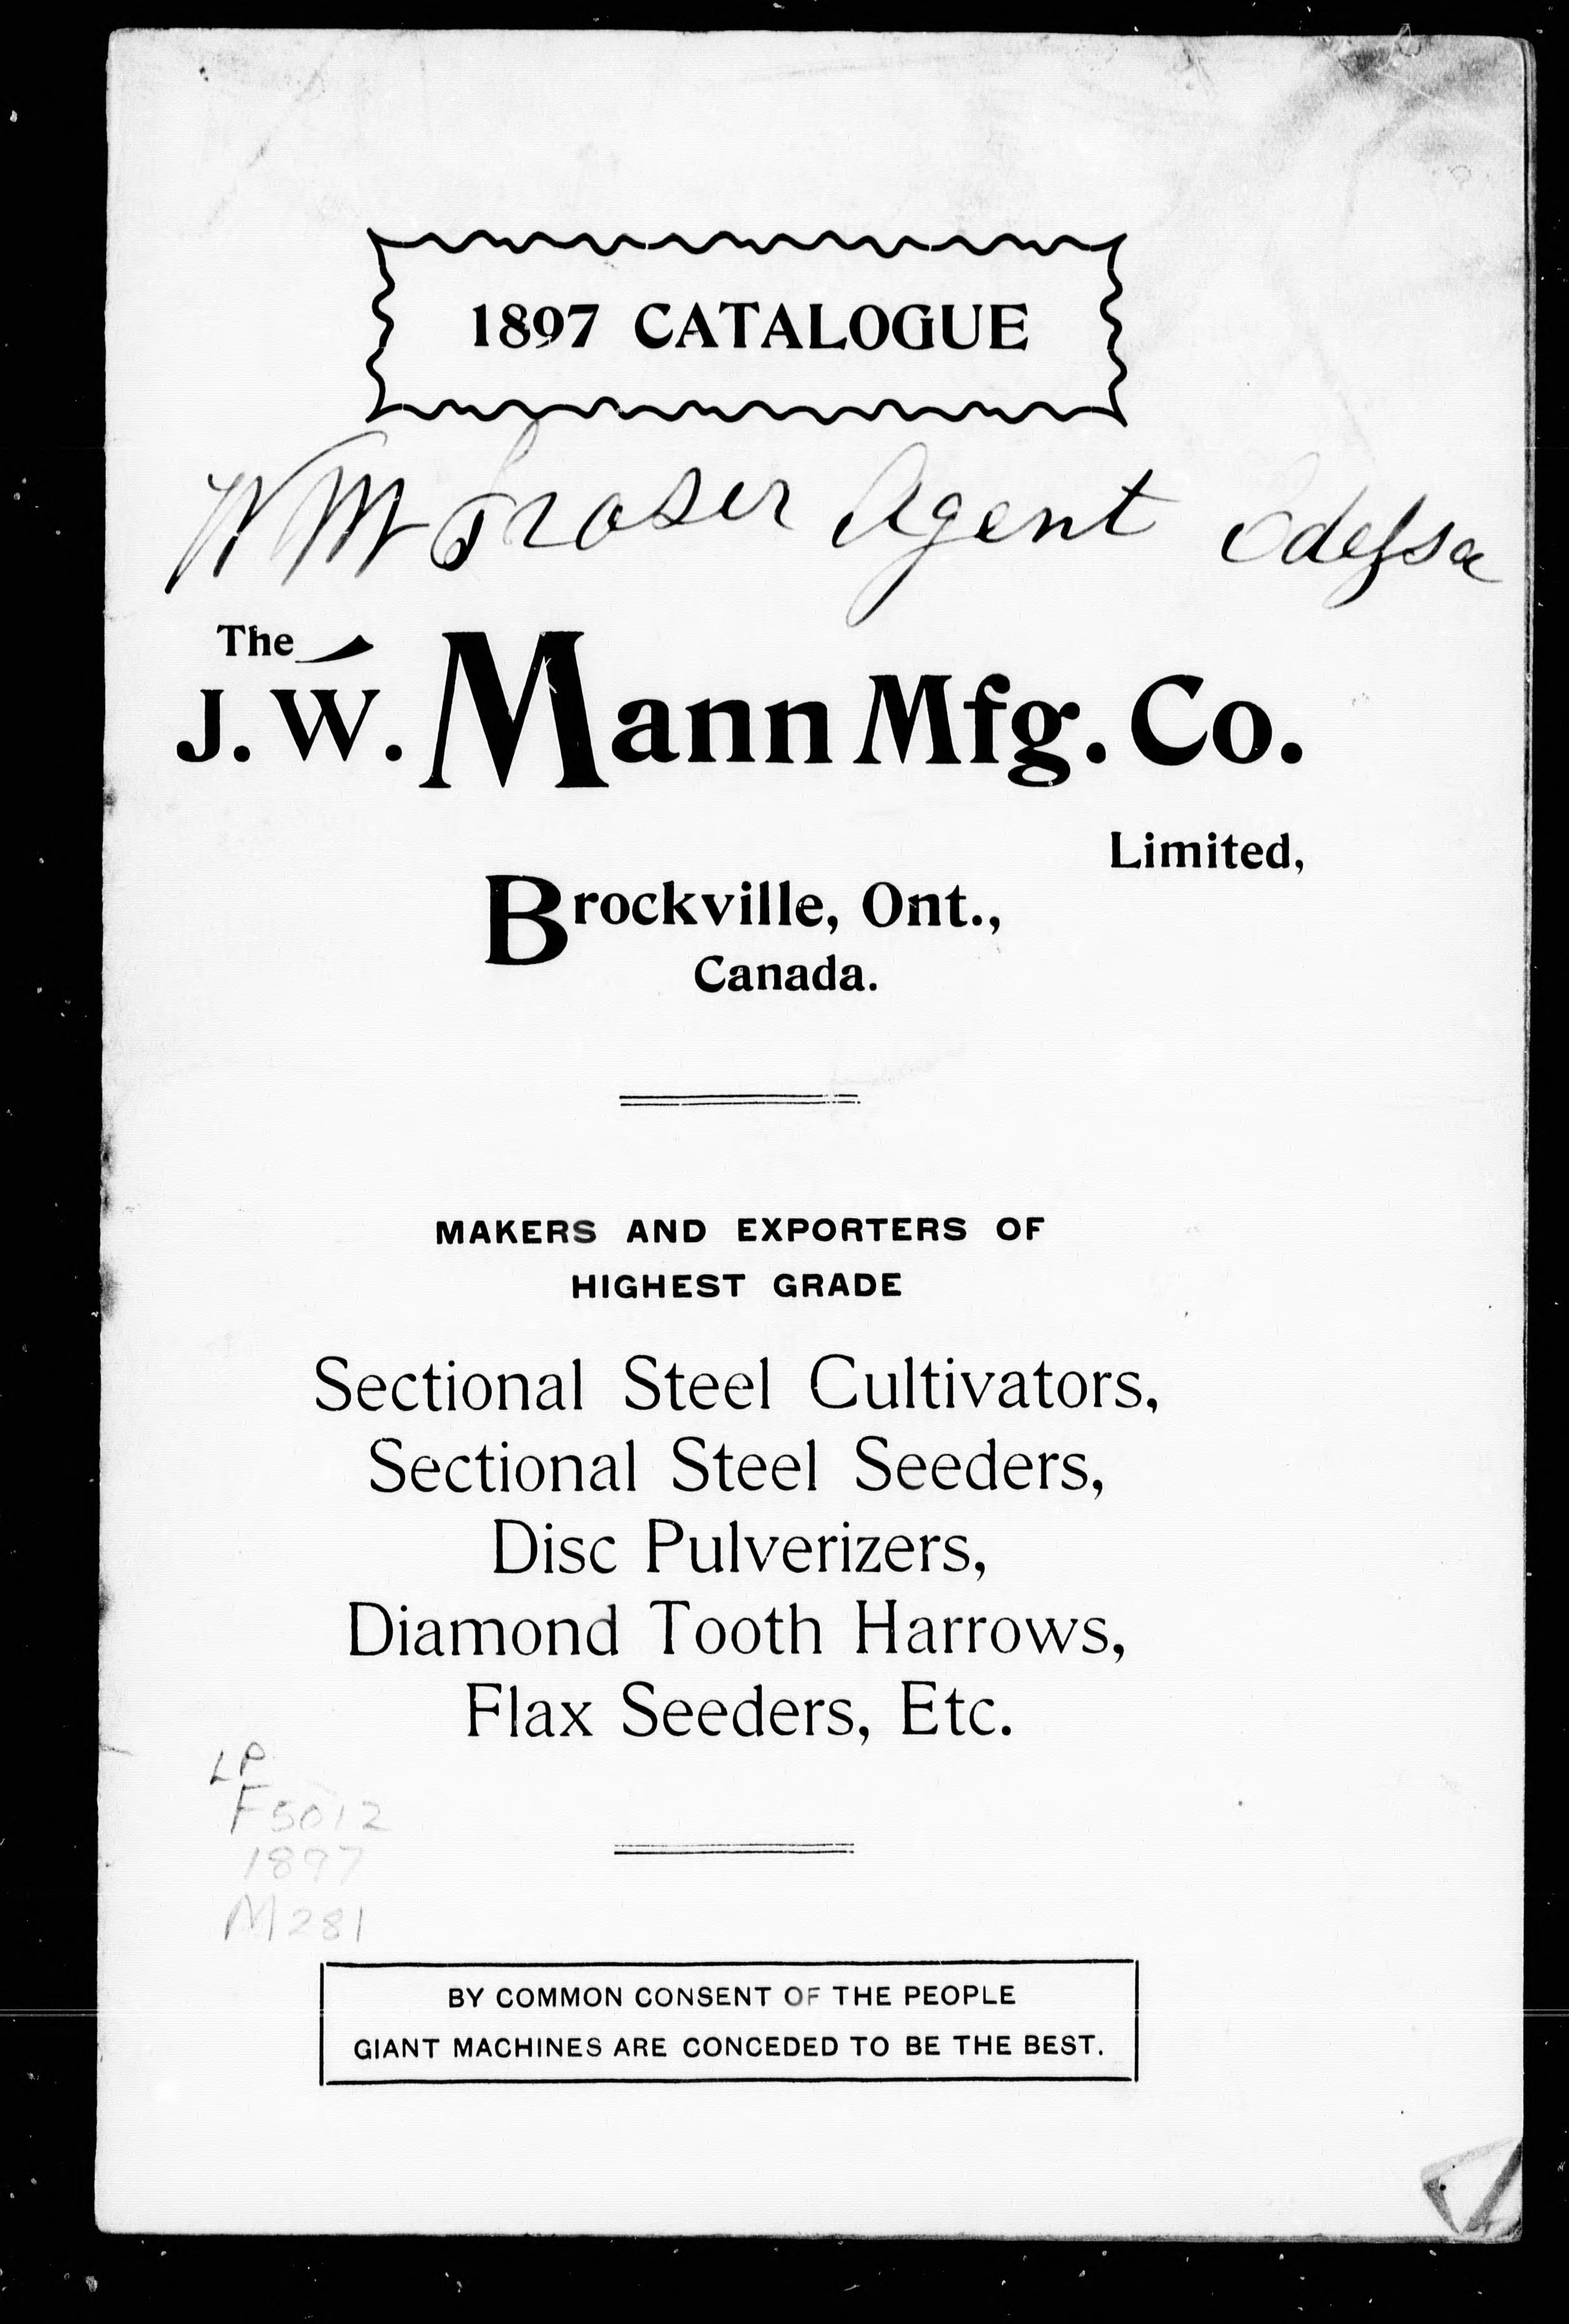 1897 CATALOGUE
Wm Fraser Agent Odessa
The
J. W. Mann Mfg. Co.
Limited,
Brockville, Ont.,
Canada.
MAKERS AND EXPORTERS OF
HIGHEST GRADE
Sectional Steel Cultivators,
Sectional Steel Seeders,
Disc Pulverizers,
Diamond Tooth Harrows,
Flax Seeders, Etc.
LP
F5012
1897
M281
BY COMMON CONSENT OF THE PEOPLE
GIANT MACHINES ARE CONCEDED TO BE THE BEST.